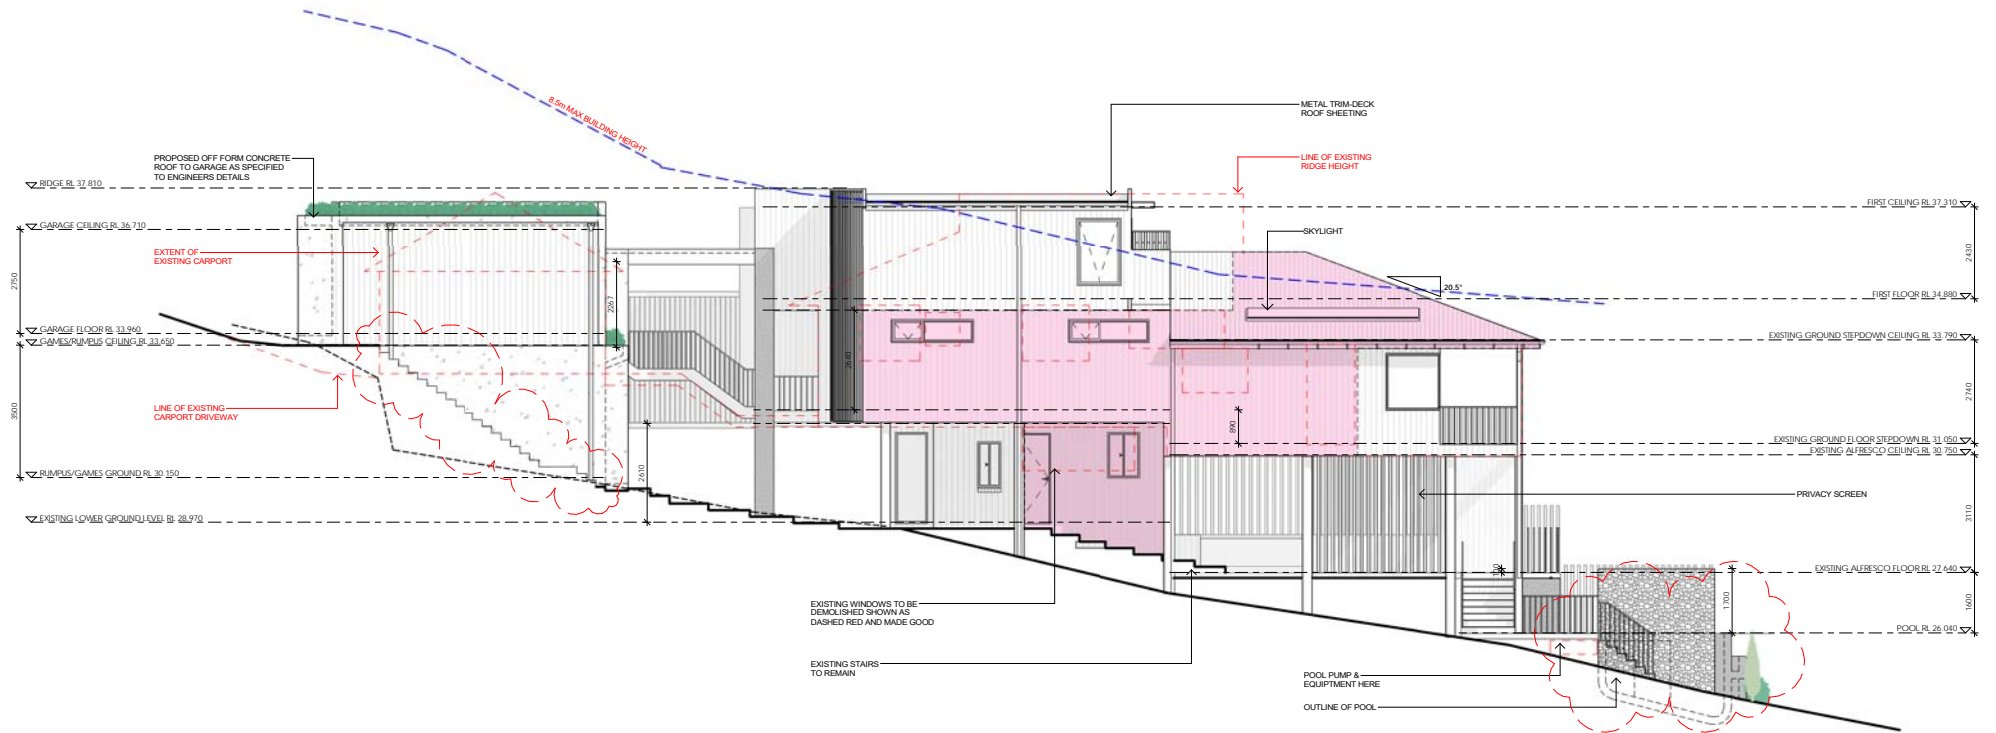 8.5m MAX BUILDING HEIGHT
METAL TRIM-DECK
ROOF SHEETING
PROPOSED OFF FORM CONCRETE
ROOF TO GARAGE AS SPECIFIED
TO ENGINEERS DETAILS
LINE OF EXISTING
RIDGE HEIGHT
RIDGE RL 37.810
FIRST CEILING RL 37.310
GARAGE CEILING RL 36.710
SKYLIGHT
EXTENT OF
EXISTING CARPORT
2750
2267
2430
20.5°
FIRST FLOOR RL 34.880
GARAGE FLOOR RL 33.960
GAMES/RUMPUS CEILING RL 33.650
EXISTING GROUND STEPDOWN CEILING RL 33.790
2640
2740
LINE OF EXISTING
CARPORT DRIVEWAY
3500
890
EXISTING GROUND FLOOR STEPDOWN RL 31.050
EXISTING ALFRESCO CEILING RL 30.750
RUMPUS/GAMES GROUND RL 30.150
2610
PRIVACY SCREEN
EXISTING LOWER GROUND LEVEL RL 28.970
3110
EXISTING ALFRESCO FLOOR RL 27.640
EXISTING WINDOWS TO BE
DEMOLISHED SHOWN AS
DASHED RED AND MADE GOOD
1700
1600
POOL RL 26.040
EXISTING STAIRS
TO REMAIN
POOL PUMP &
EQUIPTMENT HERE
OUTLINE OF POOL